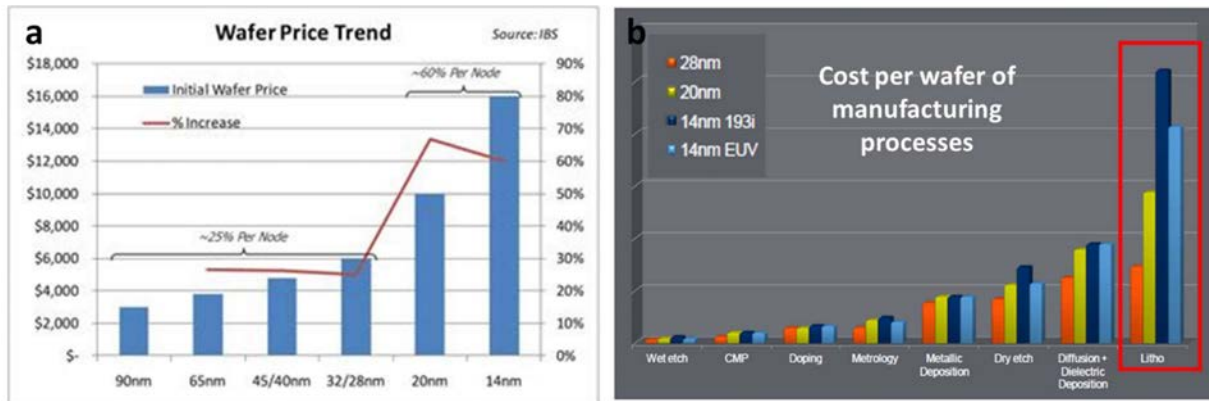 a
Wafer Price Trend
Source: IBS
$18,000
$16,000
$14,000
$12,000
$10,000
$8,000
$6,000
$4,000
$2,000
$-
Initial Wafer Price
% Increase
~25% Per Node
~60% Per Node
90%
80%
70%
60%
50%
40%
30%
20%
10%
0%
90nm 65nm 45/40nm 32/28nm 20nm 14nm
b
28nm
20nm
14nm 193i
14nm EUV
Cost per wafer of
manufacturing
processes
Wet etch
CMP
Doping
Metrology
Metallic
Deposition
Dry etch
Diffusion +
Dielectric
Deposition
Litho